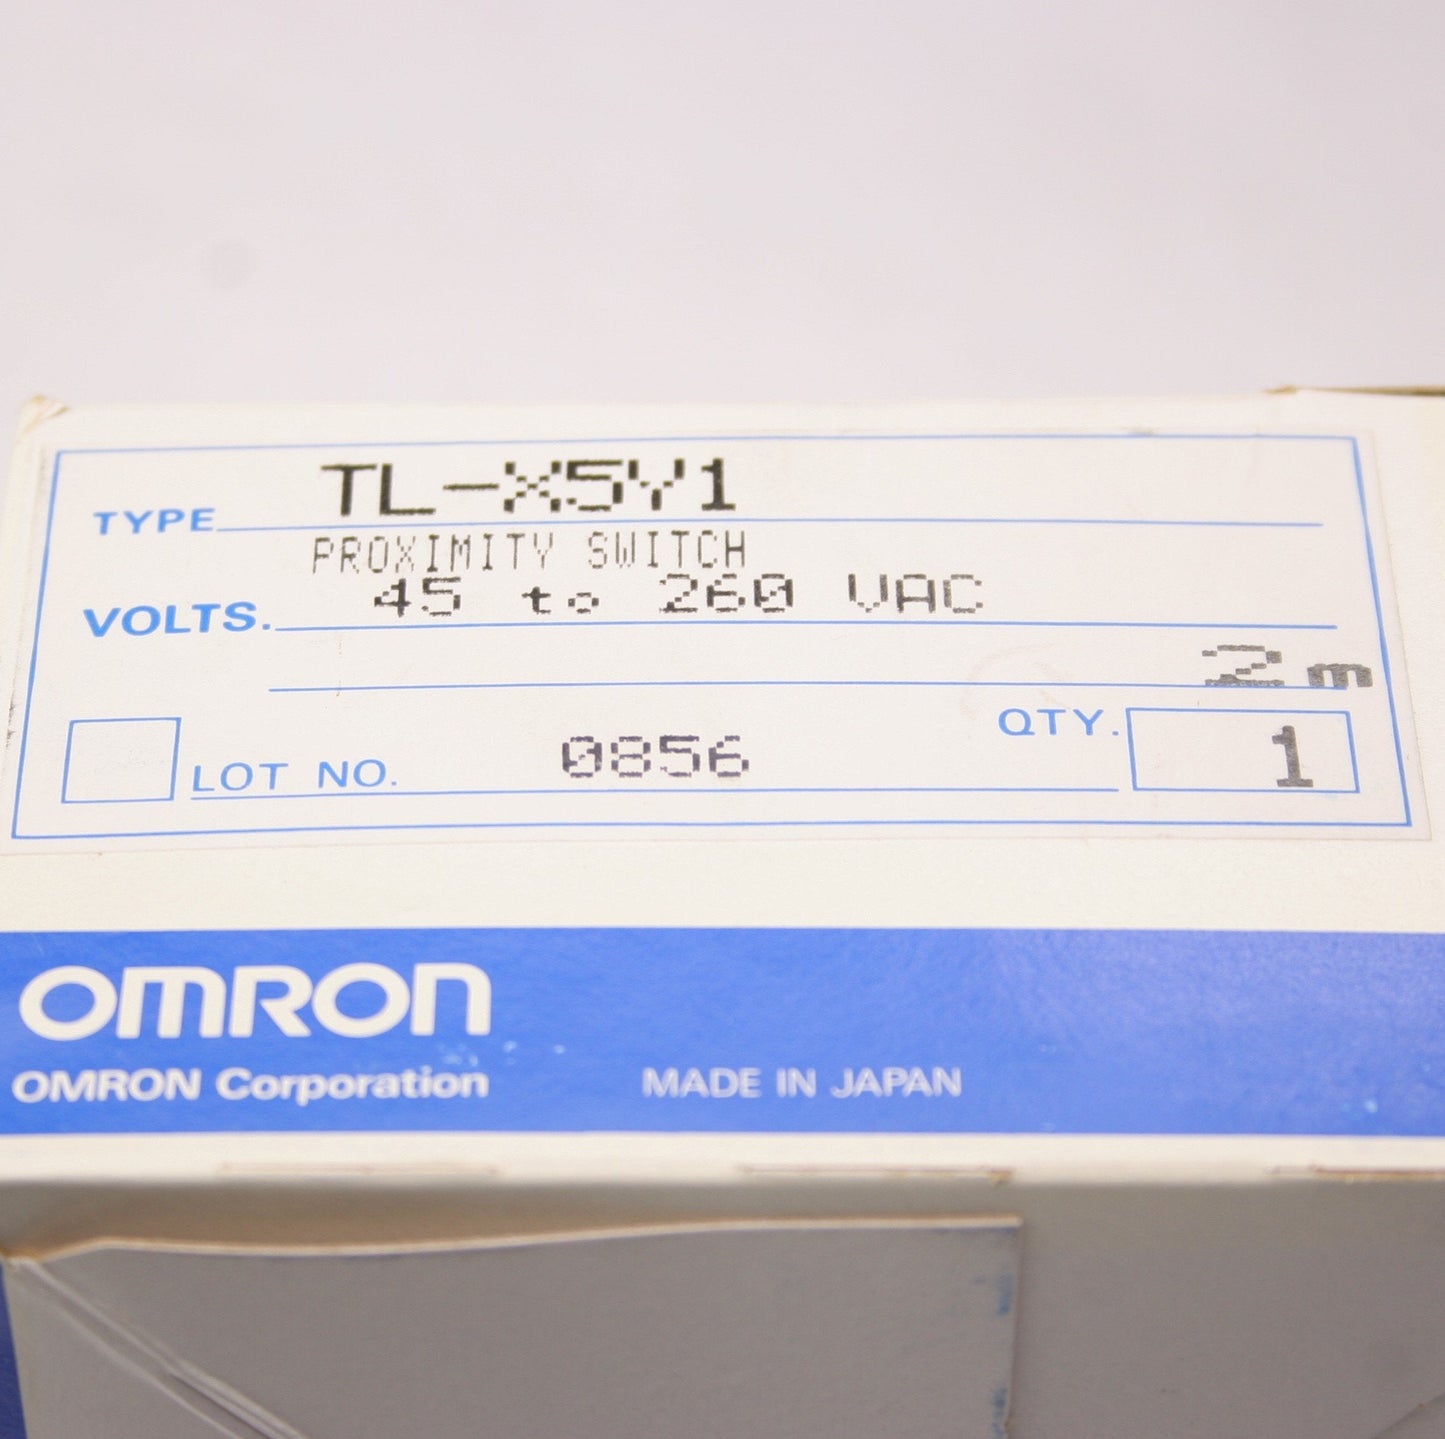 TYPE TL-X5Y1
PROXIMITY SWITCH
VOLTS. 45 to 260 VAC
2m
LOT NO. 0856 QTY. 1
OMRON
OMRON Corporation MADE IN JAPAN